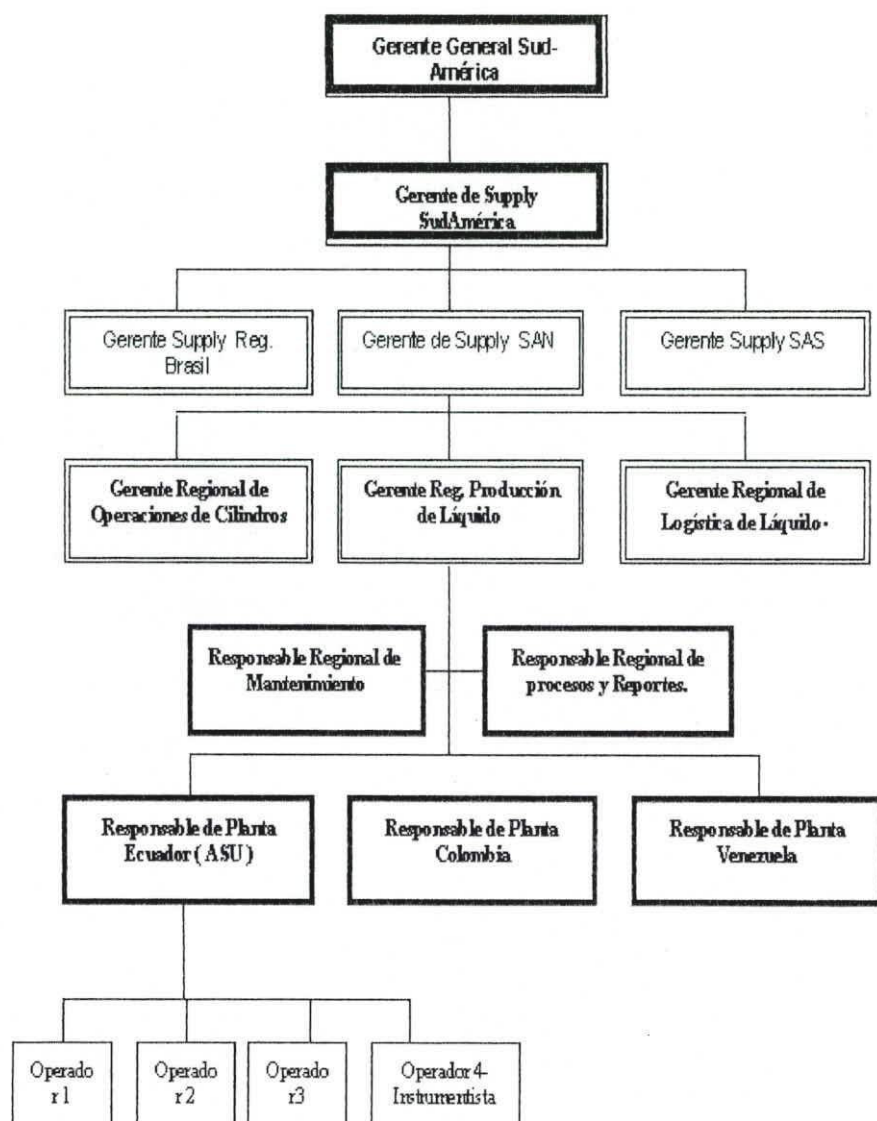 Gerente General Sud-
América
Gerente de Supply
SudAmérica
Gerente Supply Reg.
Brasil
Gerente de Supply SAN
Gerente Supply SAS
Gerente Regional de
Operaciones de Cilindros
Gerente Reg. Producción
de Líquido
Gerente Regional de
Logística de Líquido.
Responsable Regional de
Mantenimiento
Responsable Regional de
procesos y Reportes.
Responsable de Planta
Ecuador ( ASU )
Responsable de Planta
Colombia
Responsable de Planta
Venezuela
Operado
r 1
Operado
r 2
Operado
r3
Operador 4-
Instrumentista